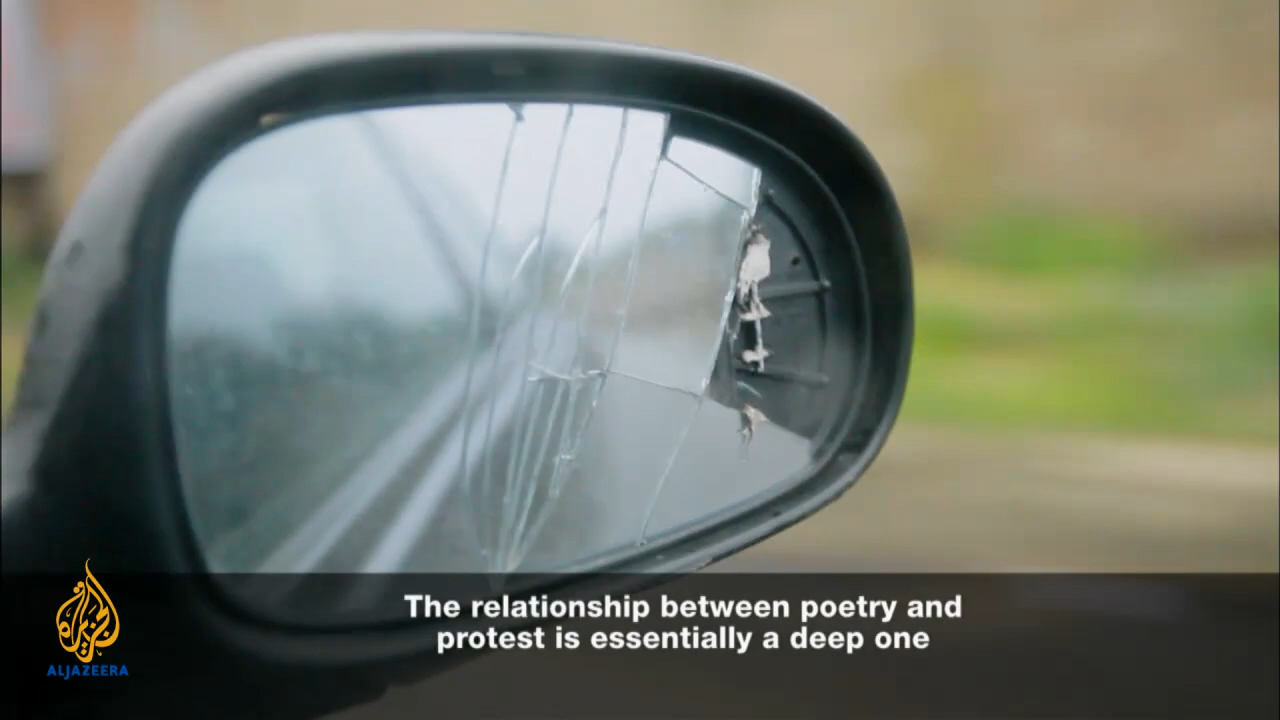 The relationship between poetry and
protest is essentially a deep one
الجزيرة
ALJAZEERA